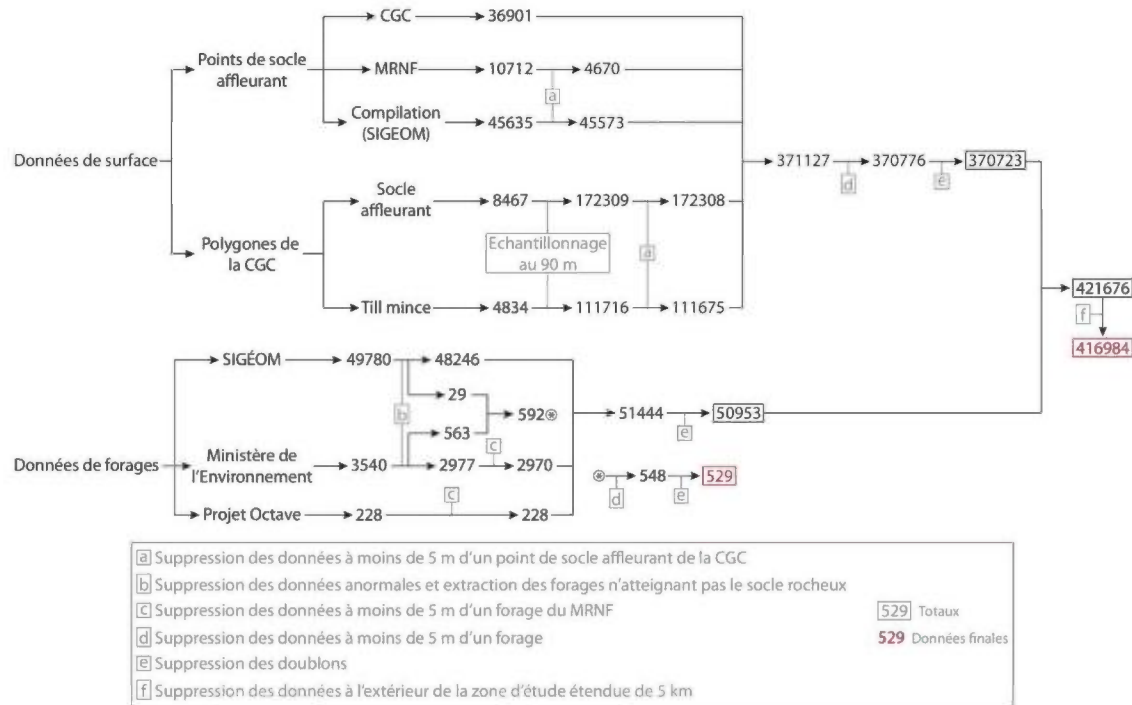 CGC 36901
Points de socle
affleurant
MRNF 10712 4670
a
Compilation
(SIGEOM)
45635 45573
Données de surface
371127 370776 370723
d e
Socle
affleurant
8467 172309 172308
Polygones de
la CGC
Echantillonnage
au 90 m
a
Till mince 4834 111716 111675
421676
f
416984
SIGÉOM 49780 48246
29
b
592⊛
563
c
51444 50953
e
Données de forages
Ministère de
l'Environnement
3540 2977 2970
⊛ 548 529
d e
c
Projet Octave 228 228
a Suppression des données à moins de 5 m d'un point de socle affleurant de la CGC
b Suppression des données anormales et extraction des forages n'atteignant pas le socle rocheux
c Suppression des données à moins de 5 m d'un forage du MRNF
d Suppression des données à moins de 5 m d'un forage
e Suppression des doublons
f Suppression des données à l'extérieur de la zone d'étude étendue de 5 km
529 Totaux
529 Données finales